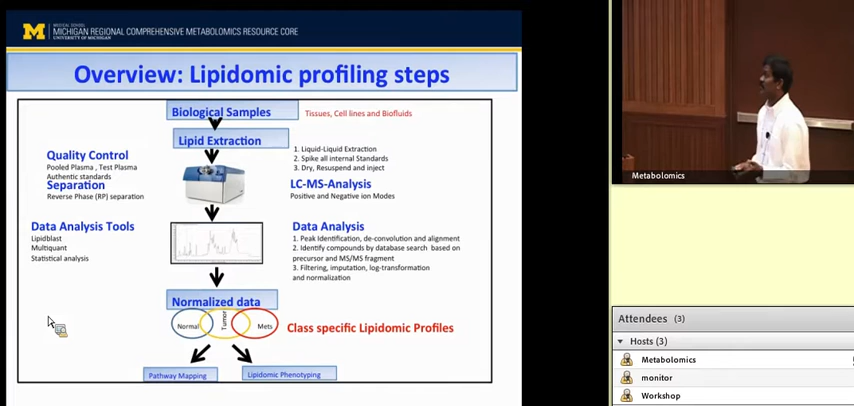 M
MEDICAL SCHOOL
MICHIGAN REGIONAL COMPREHENSIVE METABOLOMICS RESOURCE CORE
UNIVERSITY OF MICHIGAN
Overview: Lipidomic profiling steps
Biological Samples
Tissues, Cell lines and Biofluids
Lipid Extraction
1. Liquid-Liquid Extraction
2. Spike all internal Standards
3. Dry, Resuspend and inject
Quality Control
Pooled Plasma , Test Plasma
Authentic standards
Separation
Reverse Phase (RP) separation
LC-MS-Analysis
Positive and Negative ion Modes
Data Analysis Tools
Lipidblast
Multiquant
Statistical analysis
Data Analysis
1. Peak Identification, de-convolution and alignment
2. Identify compounds by database search based on
precursor and MS/MS fragment
3. Filtering, imputation, log-transformation
and normalization
Normalized data
Normal
Tumor
Mets
Class specific Lipidomic Profiles
Pathway Mapping
Lipidomic Phenotyping
Metabolomics
Attendees (3)
Hosts (3)
Metabolomics
monitor
Workshop